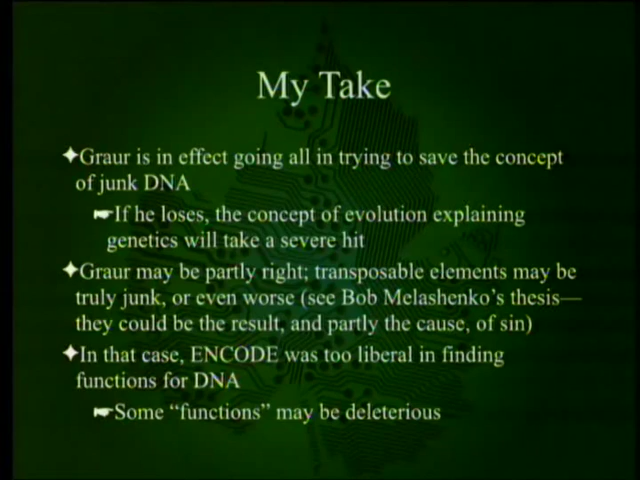 My Take
Graur is in effect going all in trying to save the concept
of junk DNA
If he loses, the concept of evolution explaining
genetics will take a severe hit
Graur may be partly right; transposable elements may be
truly junk, or even worse (see Bob Melashenko’s thesis—
they could be the result, and partly the cause, of sin)
In that case, ENCODE was too liberal in finding
functions for DNA
Some “functions” may be deleterious